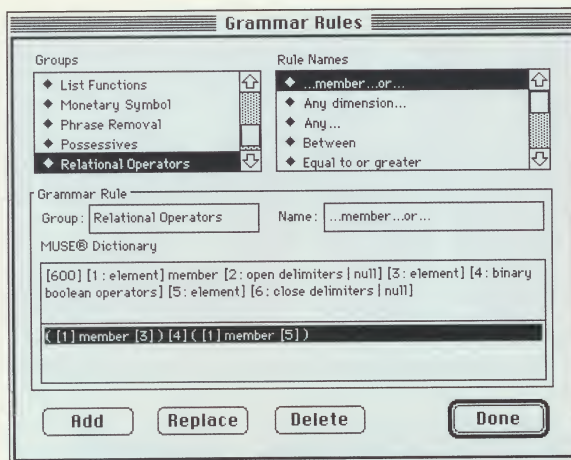 Grammar Rules
Groups
List Functions
Monetary Symbol
Phrase Removal
Possessives
Relational Operators
Rule Names
...member...or...
Any dimension...
Any...
Between
Equal to or greater
Grammar Rule
Group: Relational Operators
Name: ...member...or...
MUSE® Dictionary
[600] [1 : element] member [2 : open delimiters | null] [3 : element] [4 : binary
boolean operators] [5 : element] [6 : close delimiters | null]
( [1] member [3] ) [4] ( [1] member [5] )
Add
Replace
Delete
Done